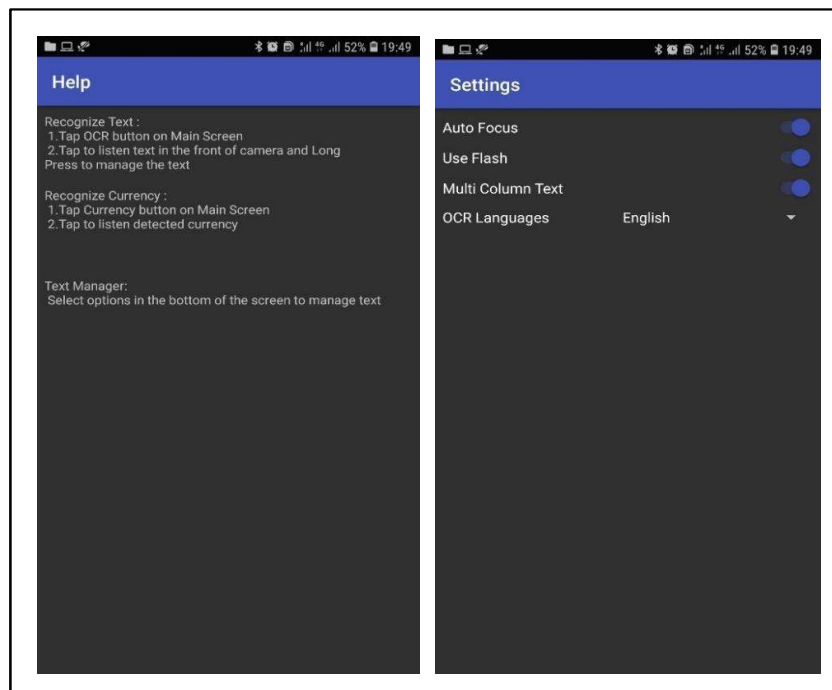 52% 19:49
Help
Recognize Text :
1.Tap OCR button on Main Screen
2.Tap to listen text in the front of camera and Long
Press to manage the text
Recognize Currency :
1.Tap Currency button on Main Screen
2.Tap to listen detected currency
Text Manager:
Select options in the bottom of the screen to manage text
52% 19:49
Settings
Auto Focus
Use Flash
Multi Column Text
OCR Languages English